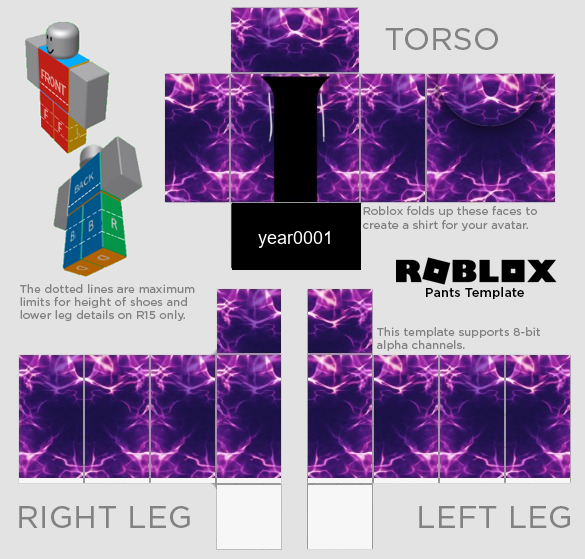 TORSO
FRONT
F F L
BACK
B B R
Roblox folds up these faces to
create a shirt for your avatar.
year0001
ROBLOX
Pants Template
The dotted lines are maximum
limits for height of shoes and
lower leg details on R15 only.
This template supports 8-bit
alpha channels.
RIGHT LEG
LEFT LEG